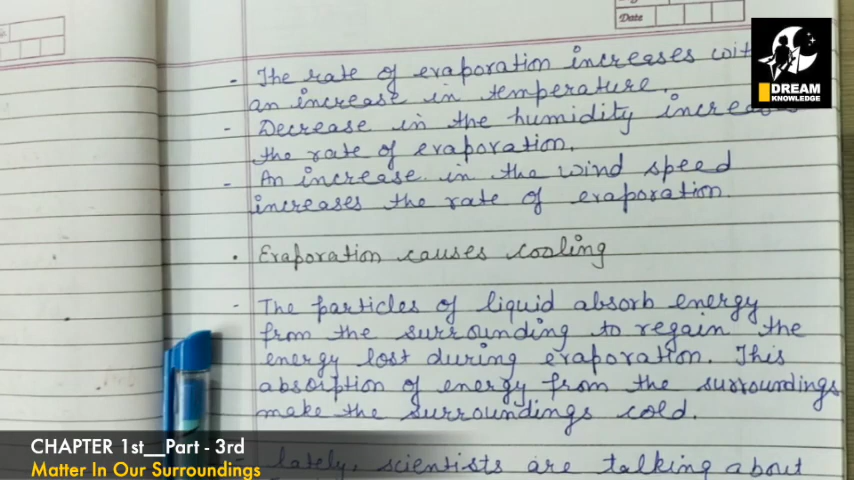 Date
DREAM
KNOWLEDGE
- The rate of evaporation increases
an increase in temperature.
- Decrease in the humidity
the rate of evaporation.
- An increase in the wind speed
increases the rate of evaporation
• Evaporation causes cooling
- The particles of liquid absorb energy
from the surrounding to regain the
energy lost during evaporation. This
absorption of energy from the surroundings
make the surroundings cold.
- lately, scientists are talking about
CHAPTER 1st__Part - 3rd
Matter In Our Surroundings